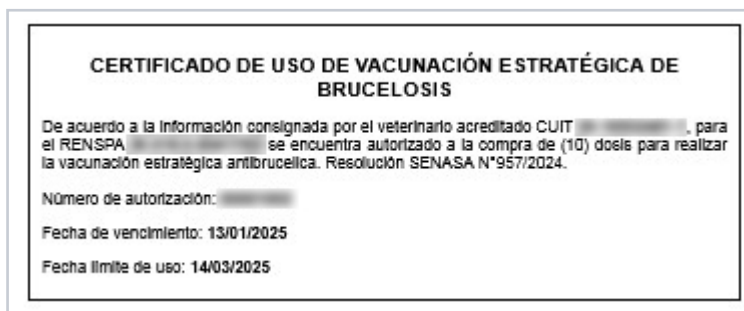 CERTIFICADO DE USO DE VACUNACIÓN ESTRATÉGICA DE
BRUCELOSIS
De acuerdo a la información consignada por el veterinario acreditado CUIT , para
el RENSPA se encuentra autorizado a la compra de (10) dosis para realizar
la vacunación estratégica antibrucelica. Resolución SENASA N°957/2024.
Número de autorización:
Fecha de vencimiento: 13/01/2025
Fecha limite de uso: 14/03/2025